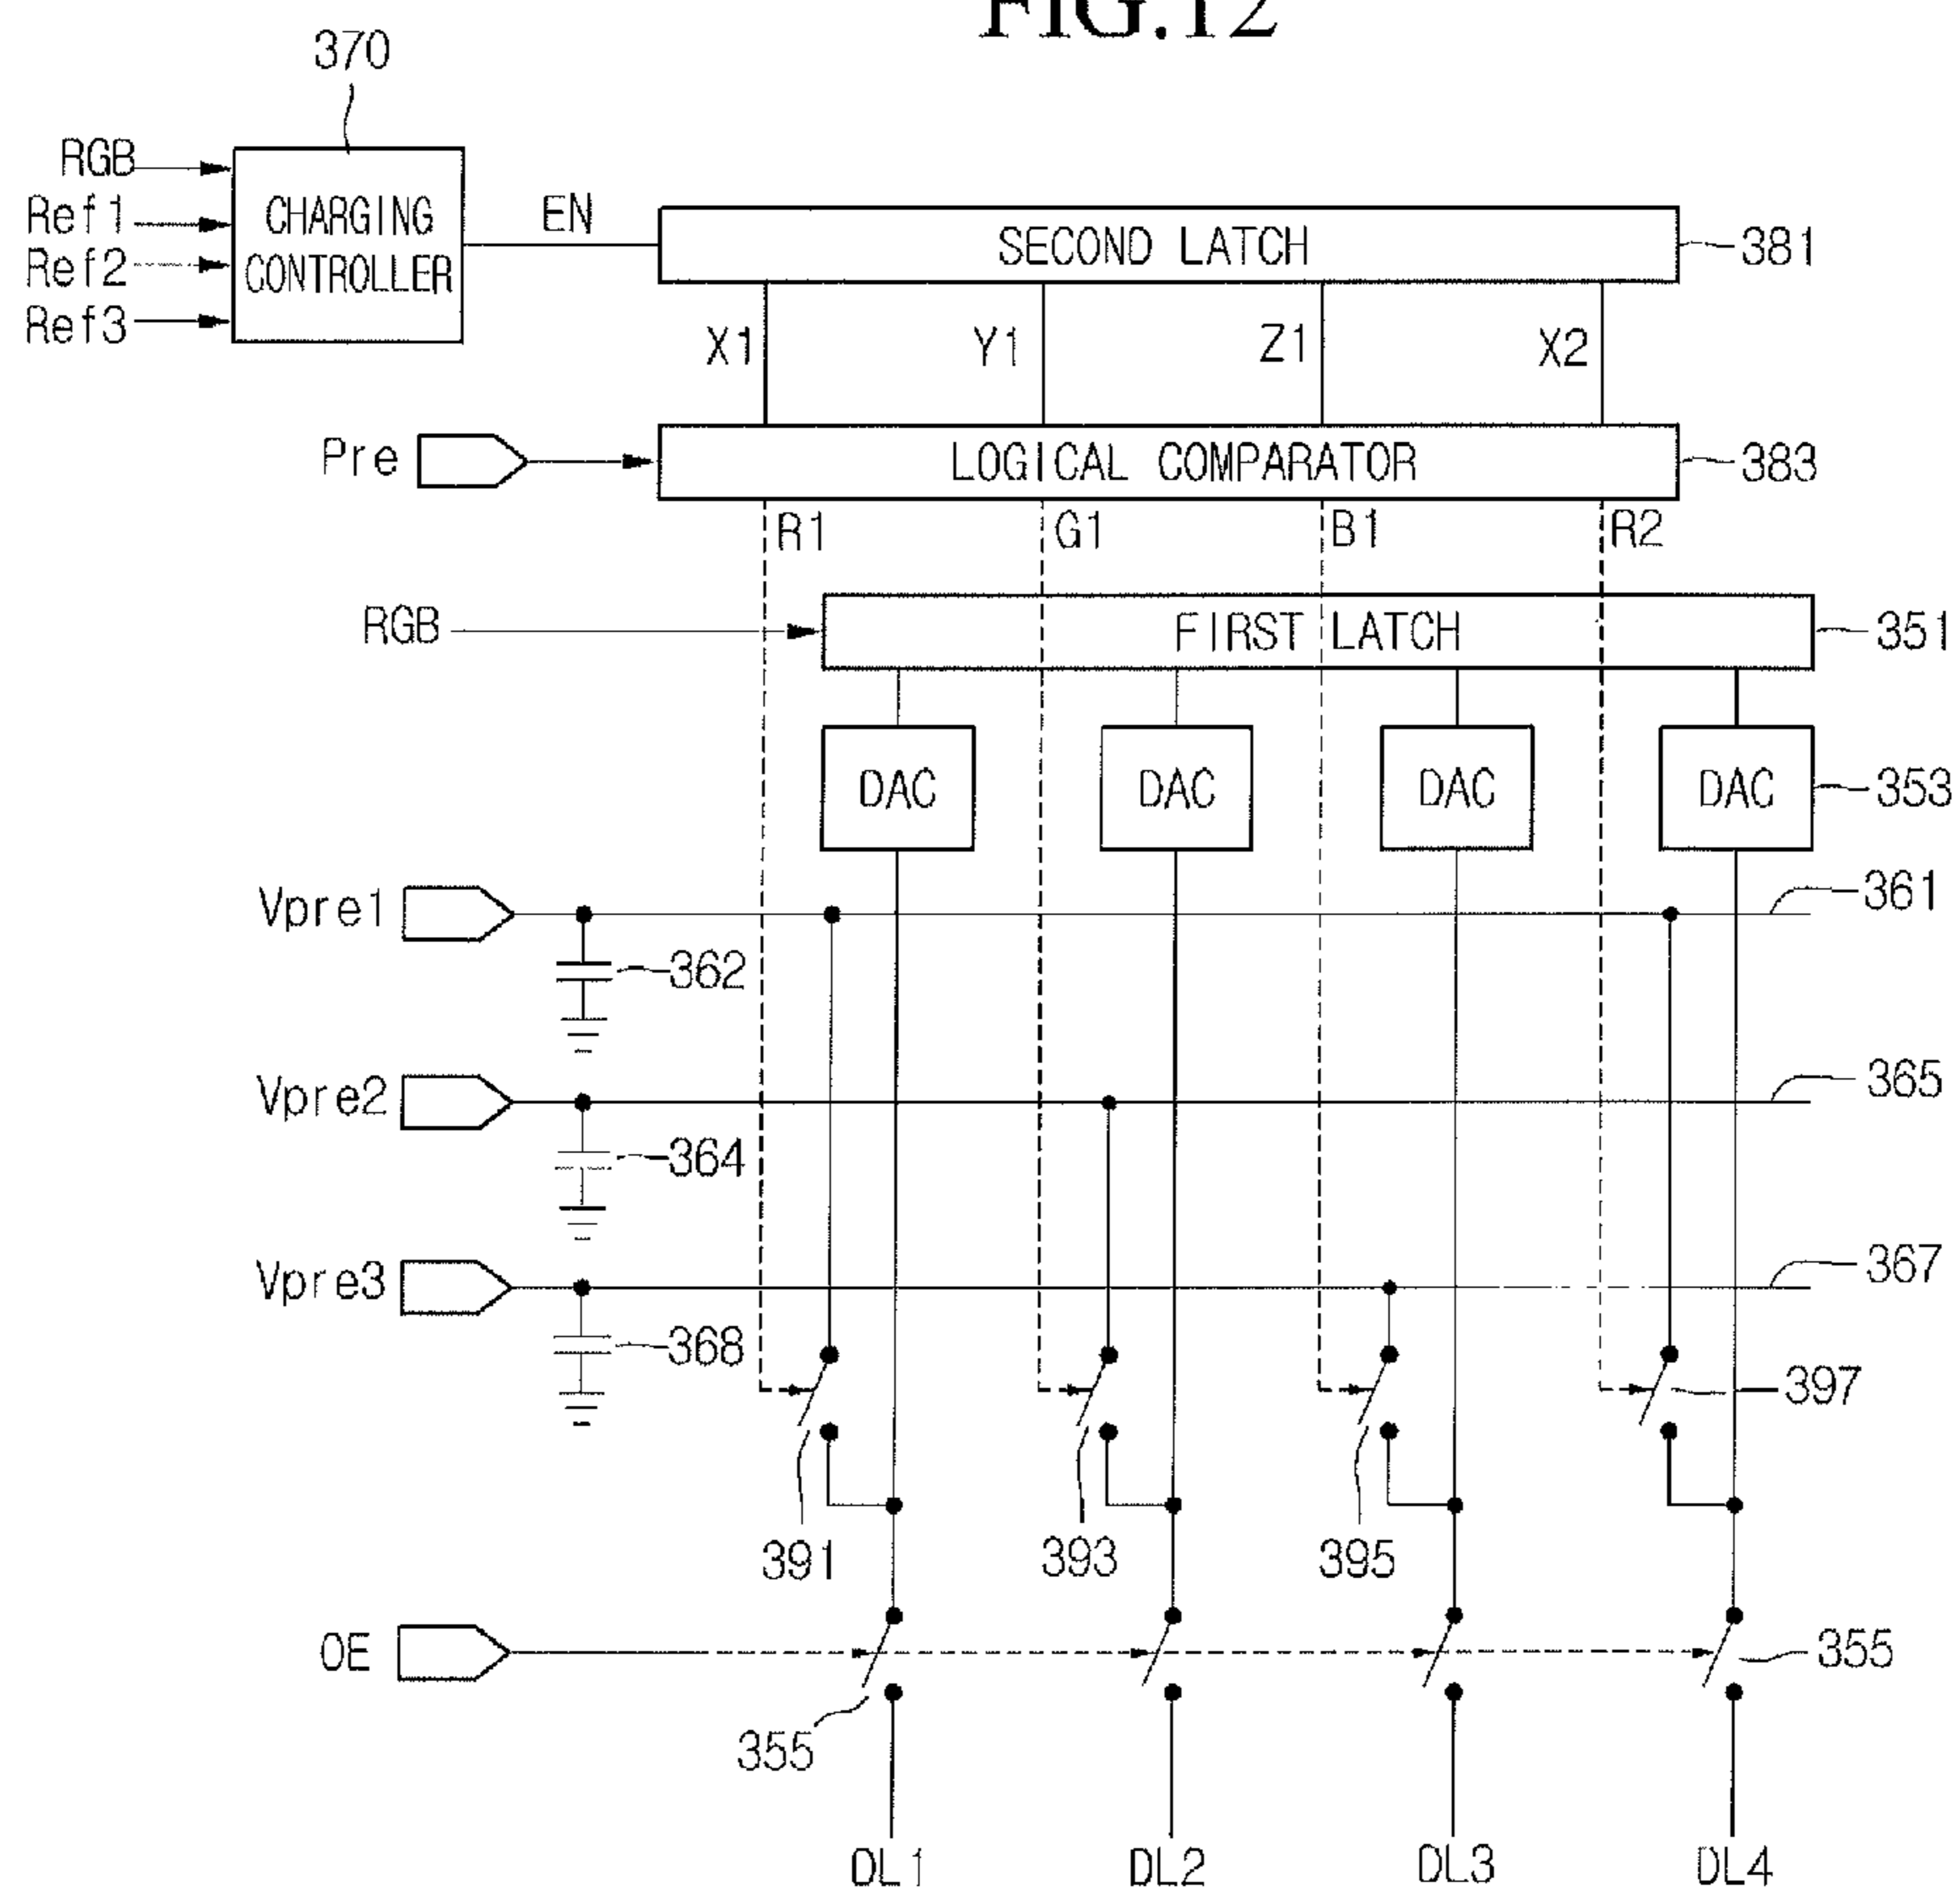 FIG.12
370
RGB
Ref1
Ref2
Ref3
CHARGING
CONTROLLER
EN
SECOND LATCH
381
X1
Y1
Z1
X2
Pre
LOGICAL COMPARATOR
383
R1
G1
B1
R2
RGB
FIRST LATCH
351
DAC
DAC
DAC
DAC
353
Vpre1
361
362
Vpre2
365
364
Vpre3
367
368
397
391
393
395
OE
355
355
DL1
DL2
DL3
DL4